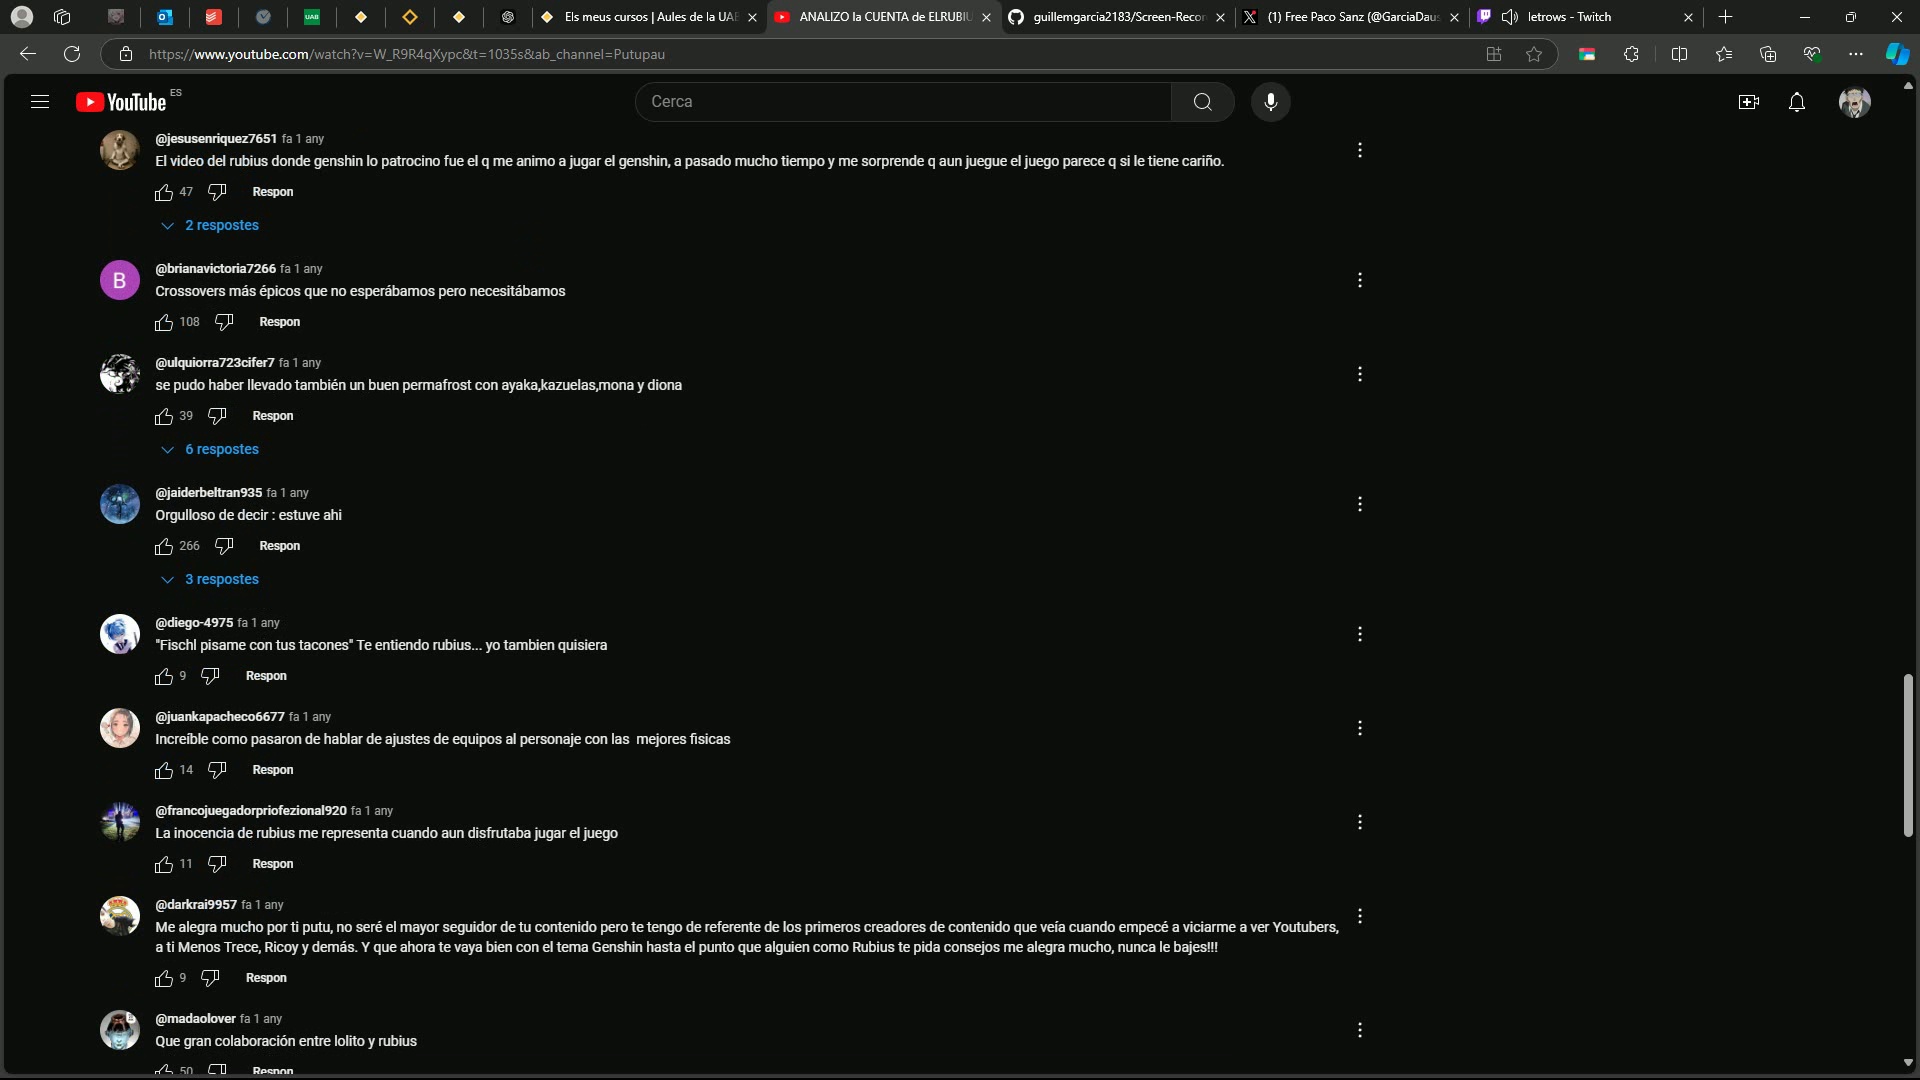 UAB
Els meus cursos | Aules de la UAB
ANALIZO la CUENTA de ELRUBIU
guillemgarcia2183/Screen-Recor
(1) Free Paco Sanz (@GarciaDaus
letrows - Twitch
https://www.youtube.com/watch?v=W_R9R4qXypc&t=1035s&ab_channel=Putupau
YouTube ES
Cerca
@jesusenriquez7651 fa 1 any
El video del rubius donde genshin lo patrocino fue el q me animo a jugar el genshin, a pasado mucho tiempo y me sorprende q aun juegue el juego parece q si le tiene cariño.
47 Respon
2 respostes
B
@brianavictoria7266 fa 1 any
Crossovers más épicos que no esperábamos pero necesitábamos
108 Respon
@ulquiorra723cifer7 fa 1 any
se pudo haber llevado también un buen permafrost con ayaka,kazuelas,mona y diona
39 Respon
6 respostes
@jaiderbeltran935 fa 1 any
Orgulloso de decir : estuve ahi
266 Respon
3 respostes
@diego-4975 fa 1 any
"Fischl pisame con tus tacones" Te entiendo rubius... yo tambien quisiera
9 Respon
@juankapacheco6677 fa 1 any
Increíble como pasaron de hablar de ajustes de equipos al personaje con las  mejores fisicas
14 Respon
@francojuegadorpriofezional920 fa 1 any
La inocencia de rubius me representa cuando aun disfrutaba jugar el juego
11 Respon
@darkrai9957 fa 1 any
Me alegra mucho por ti putu, no seré el mayor seguidor de tu contenido pero te tengo de referente de los primeros creadores de contenido que veía cuando empecé a viciarme a ver Youtubers,
a ti Menos Trece, Ricoy y demás. Y que ahora te vaya bien con el tema Genshin hasta el punto que alguien como Rubius te pida consejos me alegra mucho, nunca le bajes!!!
9 Respon
@madaolover fa 1 any
Que gran colaboración entre lolito y rubius
50 Respon